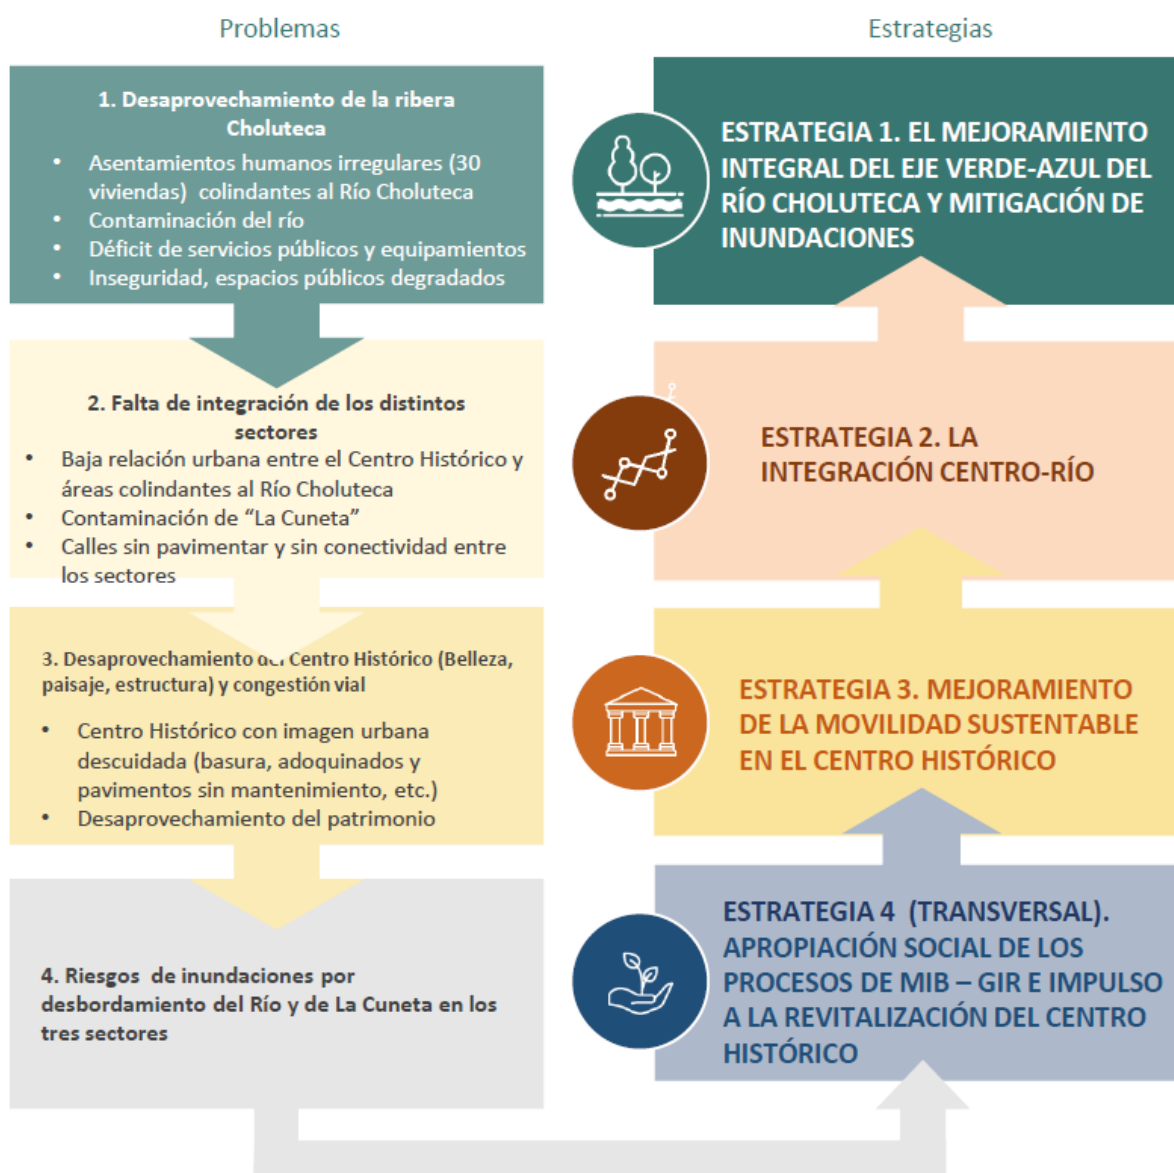 Problemas
1. Desaprovechamiento de la ribera
Choluteca
• Asentamientos humanos irregulares (30
viviendas) colindantes al Río Choluteca
• Contaminación del río
• Déficit de servicios públicos y equipamientos
• Inseguridad, espacios públicos degradados
2. Falta de integración de los distintos
sectores
• Baja relación urbana entre el Centro Histórico y
áreas colindantes al Río Choluteca
• Contaminación de “La Cuneta”
• Calles sin pavimentar y sin conectividad entre
los sectores
3. Desaprovechamiento del Centro Histórico (Belleza,
paisaje, estructura) y congestión vial
• Centro Histórico con imagen urbana
descuidada (basura, adoquinados y
pavimentos sin mantenimiento, etc.)
• Desaprovechamiento del patrimonio
4. Riesgos de inundaciones por
desbordamiento del Río y de La Cuneta en los
tres sectores
Estrategias
ESTRATEGIA 1. EL MEJORAMIENTO
INTEGRAL DEL EJE VERDE-AZUL DEL
RÍO CHOLUTECA Y MITIGACIÓN DE
INUNDACIONES
ESTRATEGIA 2. LA
INTEGRACIÓN CENTRO-RÍO
ESTRATEGIA 3. MEJORAMIENTO
DE LA MOVILIDAD SUSTENTABLE
EN EL CENTRO HISTÓRICO
ESTRATEGIA 4 (TRANSVERSAL).
APROPIACIÓN SOCIAL DE LOS
PROCESOS DE MIB – GIR E IMPULSO
A LA REVITALIZACIÓN DEL CENTRO
HISTÓRICO